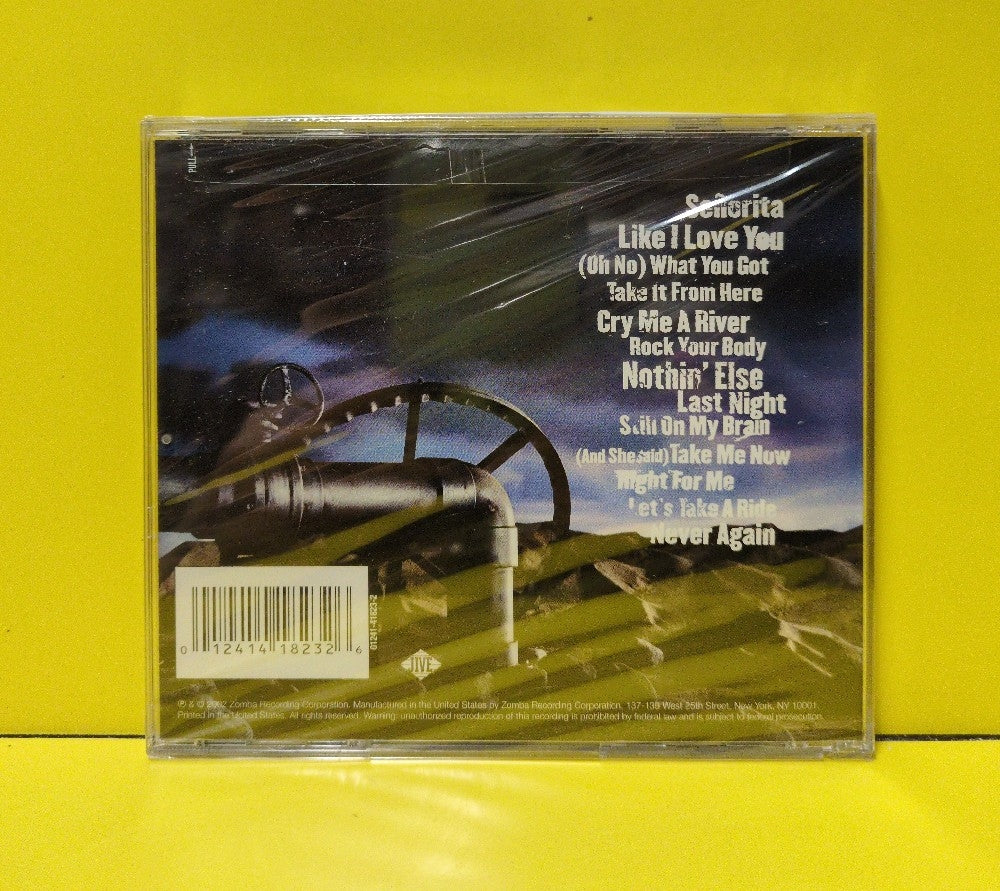 PULL
Señorita
Like I Love You
(Oh No) What You Got
Take It From Here
Cry Me A River
Rock Your Body
Nothin' Else
Last Night
Still On My Brain
(And She Said) Take Me Now
Right For Me
Let's Take A Ride
Never Again
01241-41823-2
0 12414 18232 6
JIVE
℗ & © 2002 Zomba Recording Corporation. Manufactured in the United States by Zomba Recording Corporation. 137-139 West 25th Street, New York, NY 10001.
Printed in the United States. All rights reserved. Warning: unauthorized reproduction of this recording is prohibited by federal law and is subject to federal prosecution.